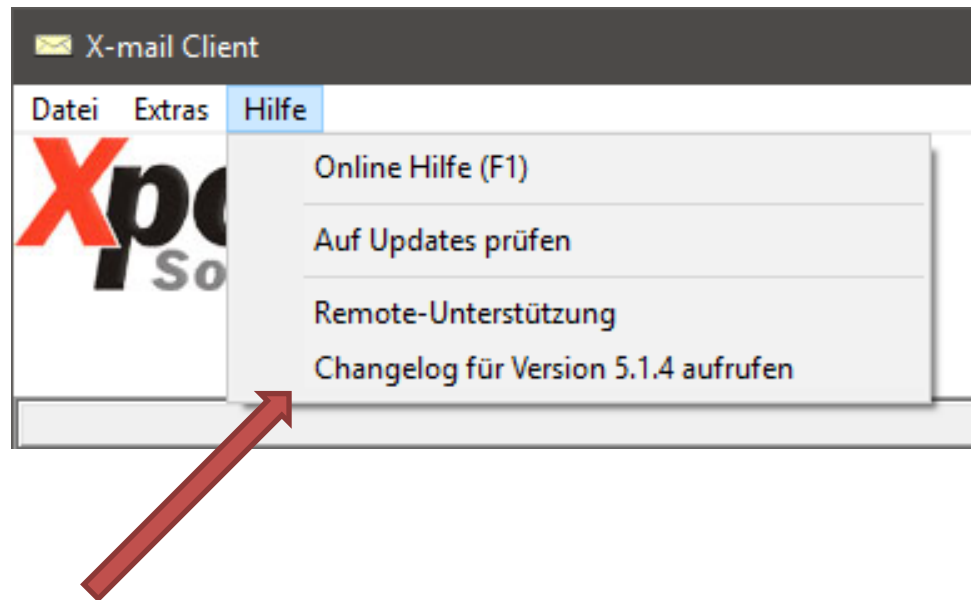 X-mail Client
Datei Extras Hilfe
Online Hilfe (F1)
Auf Updates prüfen
Remote-Unterstützung
Changelog für Version 5.1.4 aufrufen